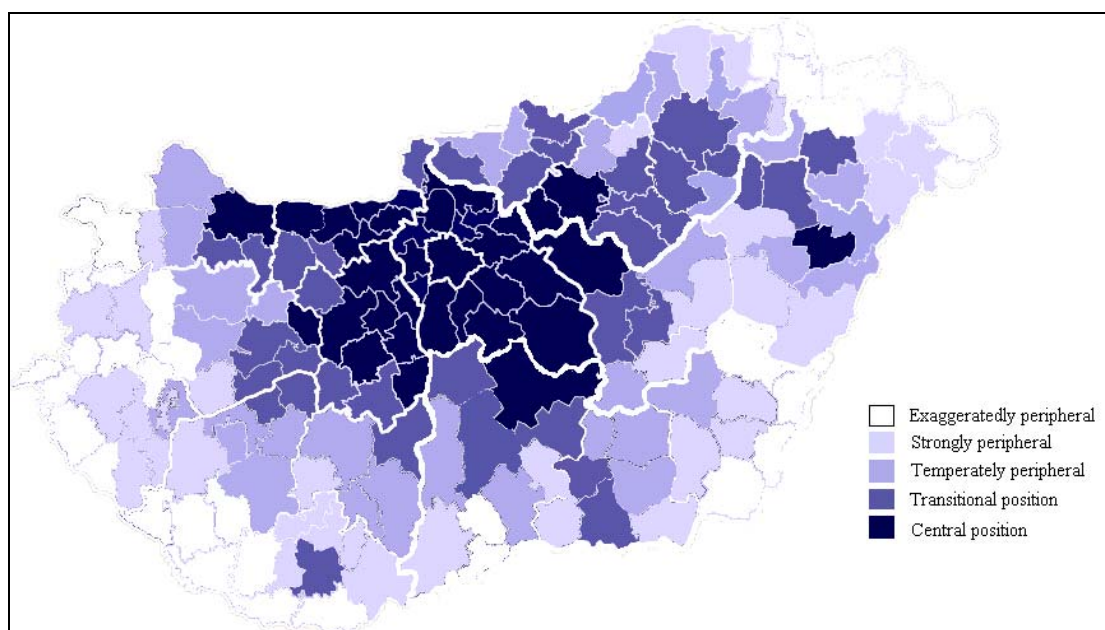 Exaggeratedly peripheral
Strongly peripheral
Temperately peripheral
Transitional position
Central position